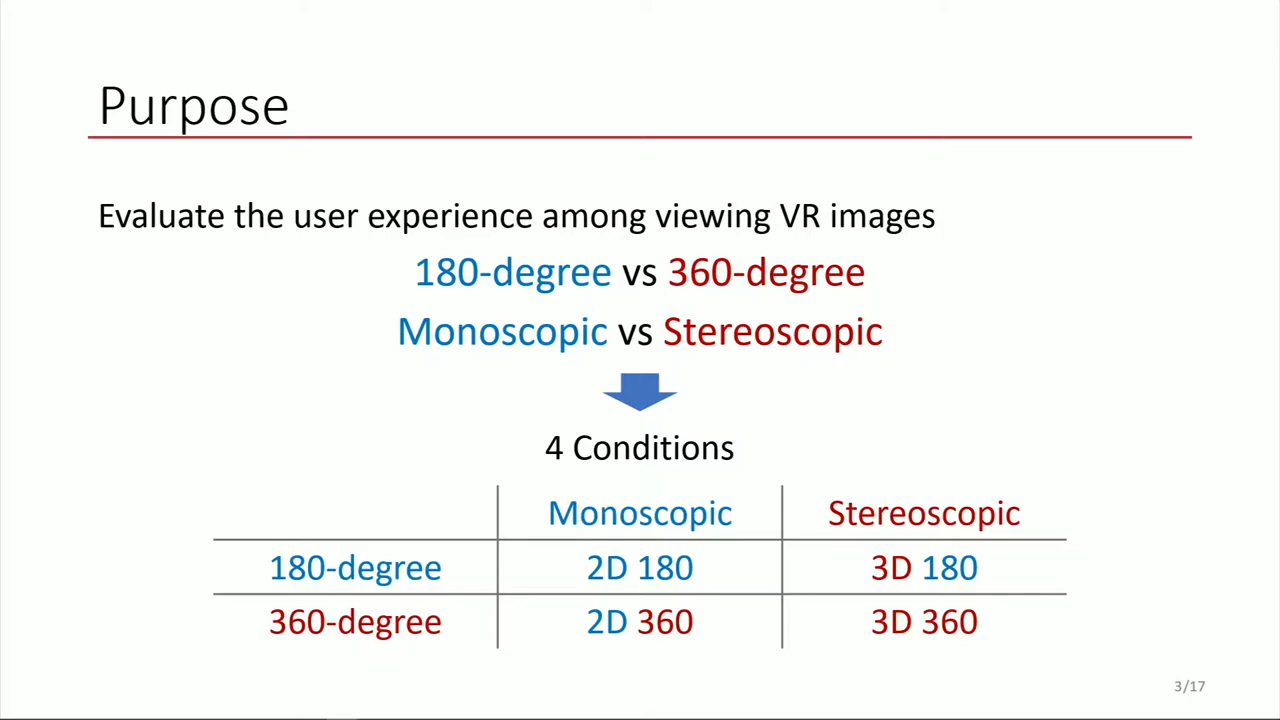 Purpose
Evaluate the user experience among viewing VR images
180-degree vs 360-degree
Monoscopic vs Stereoscopic
4 Conditions
Monoscopic Stereoscopic
180-degree 2D 180 3D 180
360-degree 2D 360 3D 360
3/17